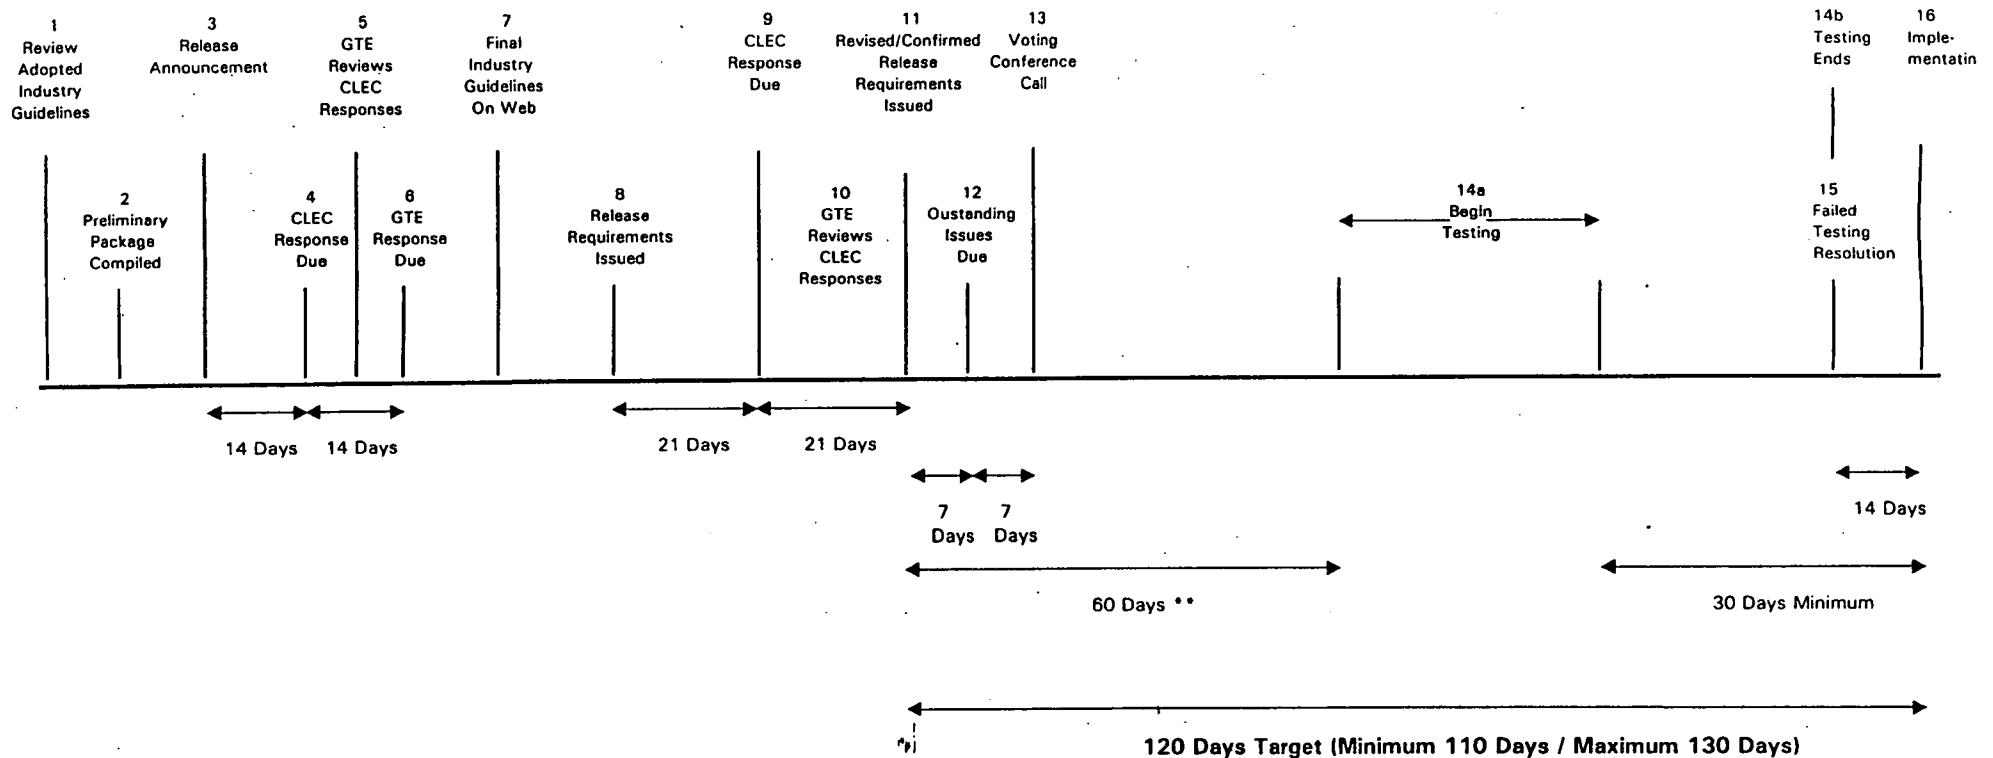 1
Review
Adopted
Industry
Guidelines
2
Preliminary
Package
Compiled
3
Release
Announcement
4
CLEC
Response
Due
5
GTE
Reviews
CLEC
Responses
6
GTE
Response
Due
7
Final
Industry
Guidelines
On Web
8
Release
Requirements
Issued
9
CLEC
Response
Due
10
GTE
Reviews
CLEC
Responses
11
Revised/Confirmed
Release
Requirements
Issued
12
Oustanding
Issues
Due
13
Voting
Conference
Call
14a
Begin
Testing
14b
Testing
Ends
15
Failed
Testing
Resolution
16
Imple-
mentatin
14 Days
14 Days
21 Days
21 Days
7
Days
7
Days
14 Days
60 Days **
30 Days Minimum
120 Days Target (Minimum 110 Days / Maximum 130 Days)